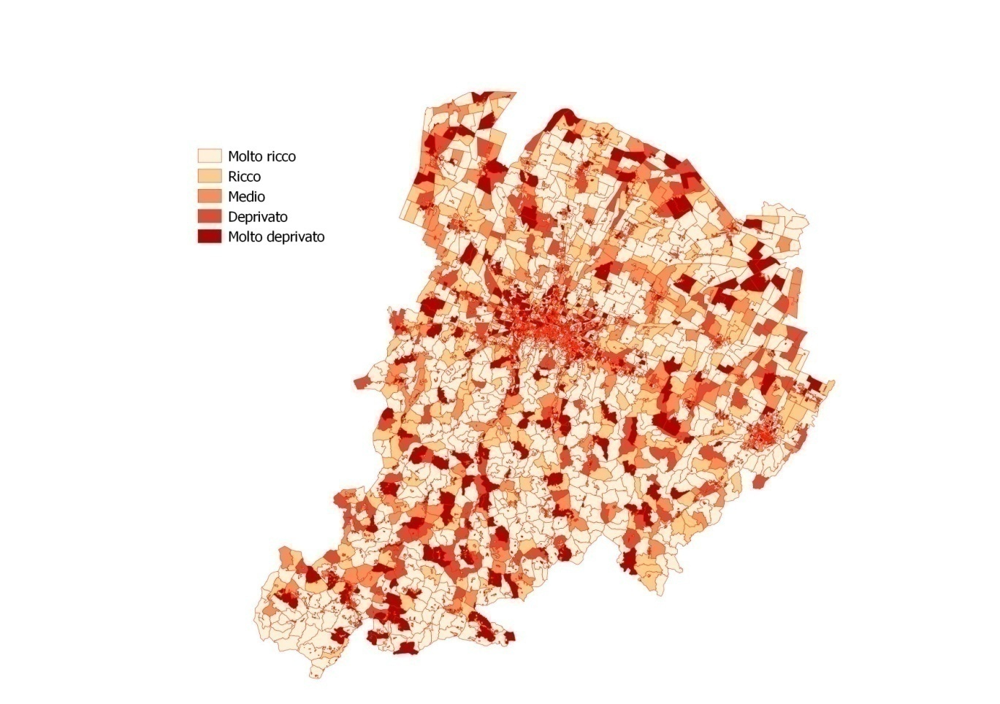 Molto ricco
Ricco
Medio
Deprivato
Molto deprivato